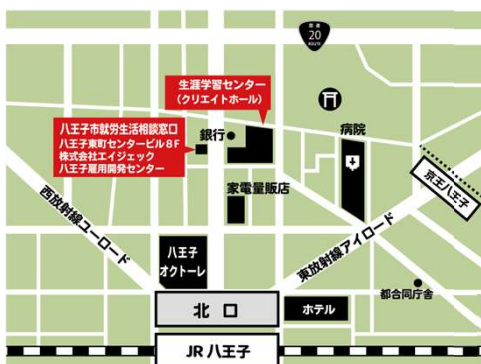 国道
20
ROUTE
生涯学習センター
(クリエイトホール)
八王子市就労生活相談窓口
八王子東町センタービル8F
株式会社エイジェック
八王子雇用開発センター
銀行
病院
京王八王子
家電量販店
西放射線ユーロード
東放射線アイロード
八王子
オクトーレ
都合同庁舎
北口
ホテル
JR八王子